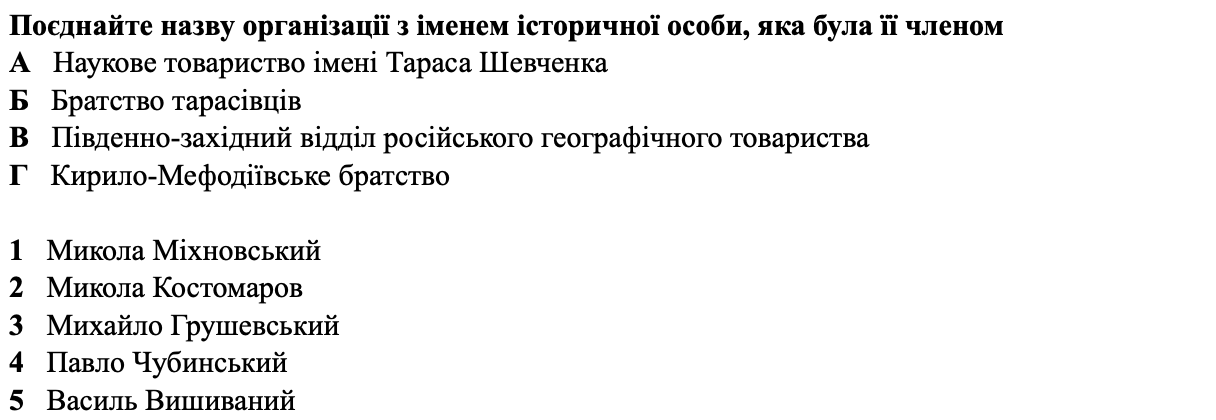 Поєднайте назву організації з іменем історичної особи, яка була її членом
А Наукове товариство імені Тараса Шевченка
Б Братство тарасівців
В Південно-західний відділ російського географічного товариства
Г Кирило-Мефодіївське братство
1 Микола Міхновський
2 Микола Костомаров
3 Михайло Грушевський
4 Павло Чубинський
5 Василь Вишиваний